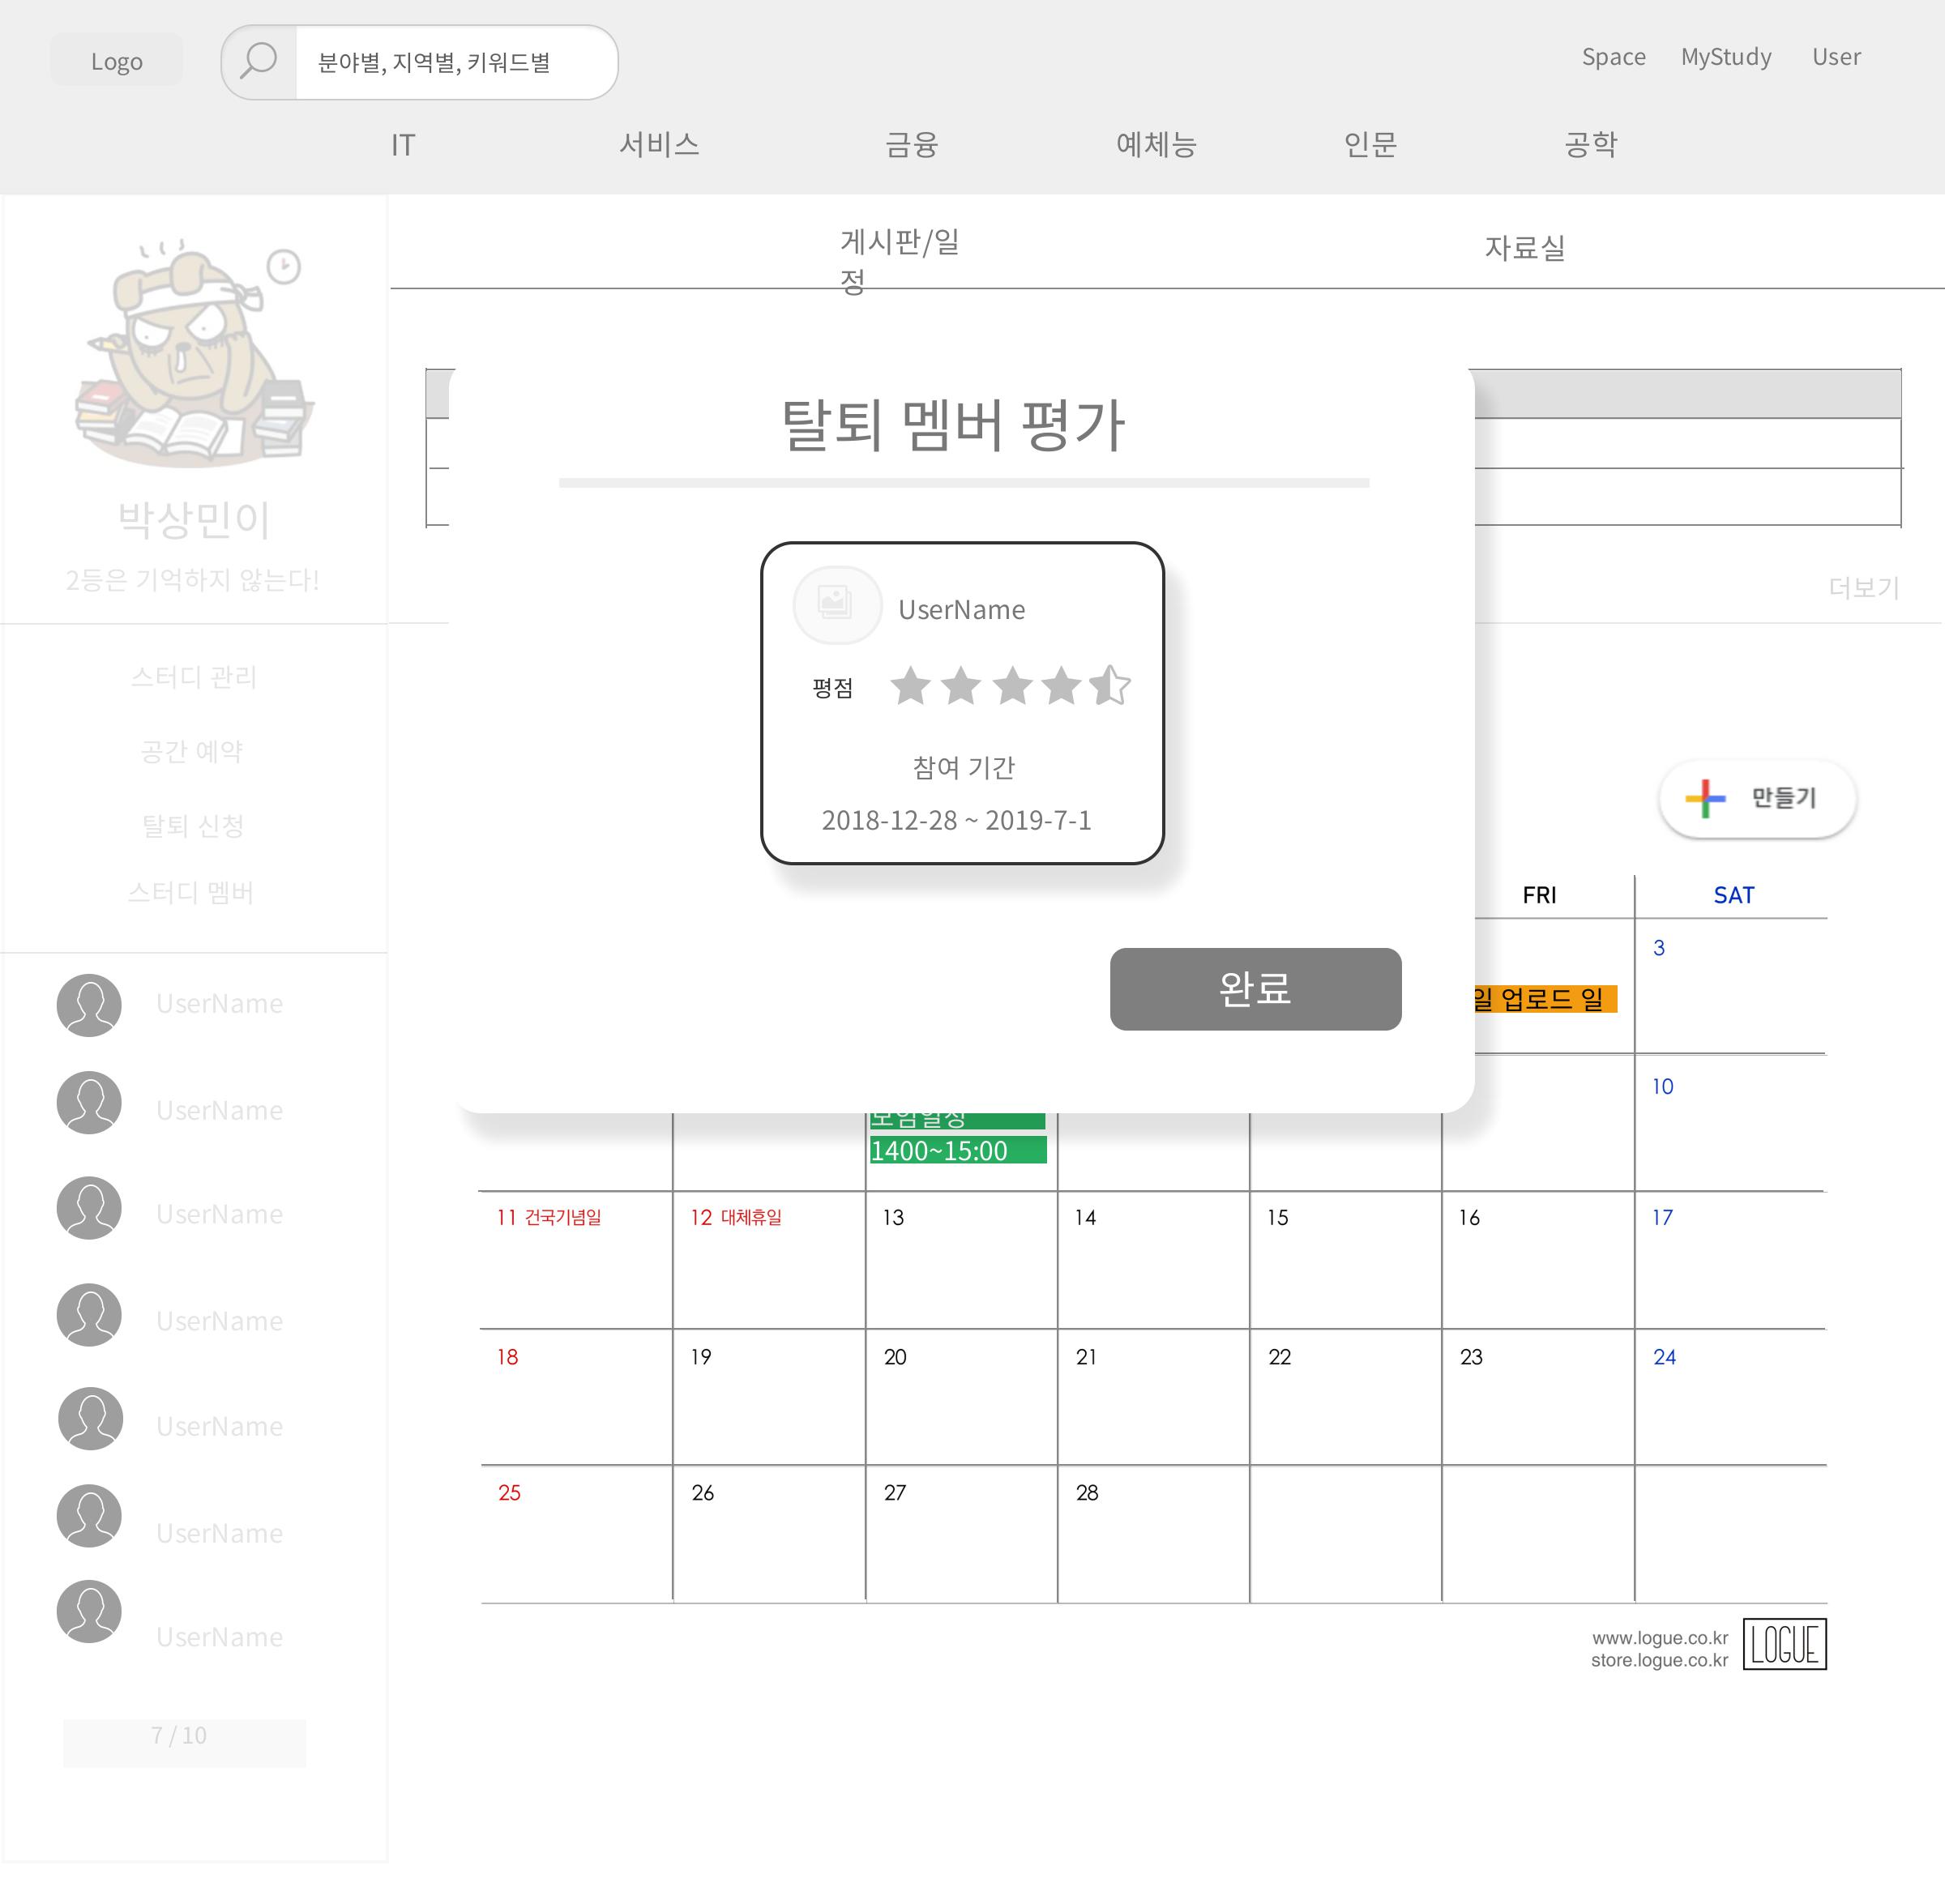 Logo
분야별, 지역별, 키워드별
Space
MyStudy
User
IT
서비스
금융
예체능
인문
공학
게시판/일
정
자료실
박상민이
2등은 기억하지 않는다!
스터디 관리
공간 예약
탈퇴 신청
스터디 멤버
UserName
UserName
UserName
UserName
UserName
UserName
UserName
7 / 10
탈퇴 멤버 평가
UserName
평점
참여 기간
2018-12-28 ~ 2019-7-1
완료
더보기
만들기
FRI
SAT
3
일 업로드 일
10
모임일정
1400~15:00
11 건국기념일
12 대체휴일
13
14
15
16
17
18
19
20
21
22
23
24
25
26
27
28
www.logue.co.kr
store.logue.co.kr
LOGUE